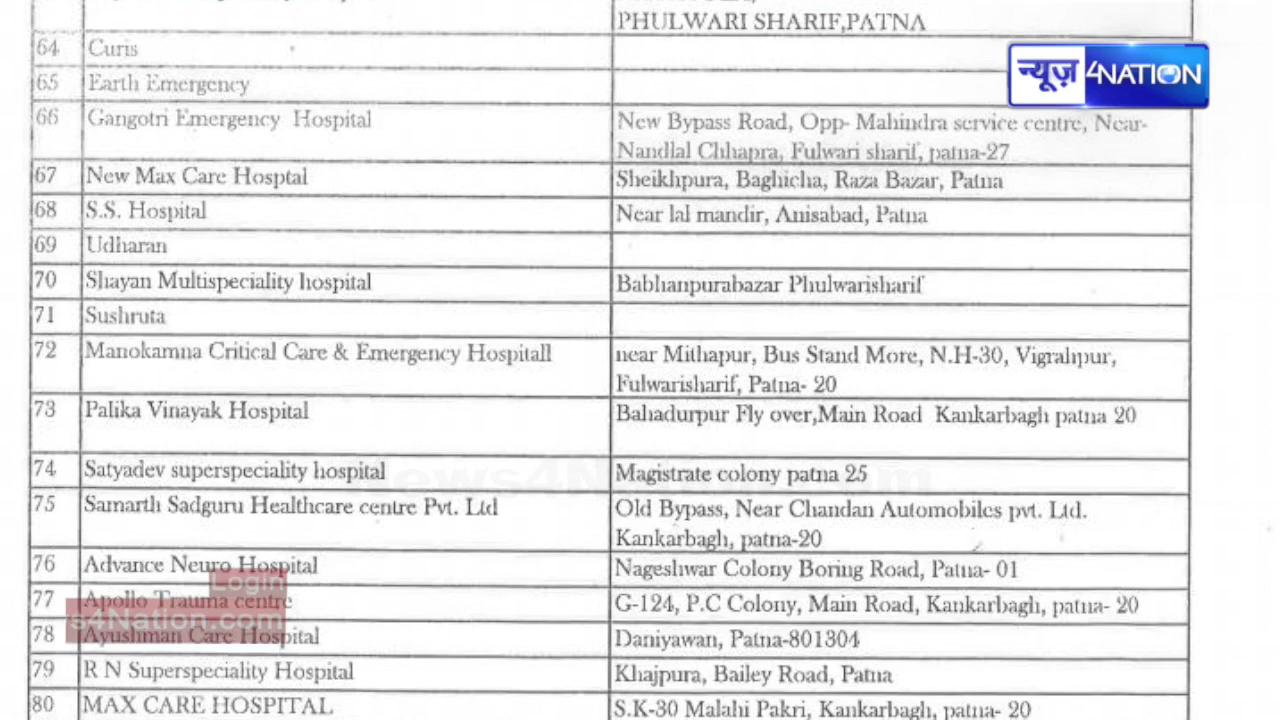 PHULWARI SHARIF,PATNA
64 Curis
65 Earth Emergency
न्यूज़ 4NATION
66 Gangotri Emergency Hospital New Bypass Road, Opp- Mahindra service centre, Near-
Nandlal Chhapra, Fulwari sharif, patna-27
67 New Max Care Hosptal Sheikhpura, Baghicha, Raza Bazar, Patna
68 S.S. Hospital Near lal mandir, Anisabad, Patna
69 Udharan
70 Shayan Multispeciality hospital Babhanpurabazar Phulwarisharif
71 Sushruta
72 Manokamna Critical Care & Emergency Hospitall near Mithapur, Bus Stand More, N.H-30, Vigrahpur,
Fulwarisharif, Patna- 20
73 Palika Vinayak Hospital Bahadurpur Fly over,Main Road Kankarbagh patna 20
74 Satyadev superspeciality hospital Magistrate colony patna 25
News4Nation.com
75 Samarth Sadguru Healthcare centre Pvt. Ltd Old Bypass, Near Chandan Automobiles pvt. Ltd.
Kankarbagh, patna-20
76 Advance Neuro Hospital Nageshwar Colony Boring Road, Patna- 01
Login
77 Apollo Trauma centre G-124, P.C Colony, Main Road, Kankarbagh, patna- 20
s4Nation.com
78 Ayushman Care Hospital Daniyawan, Patna-801304
79 R N Superspeciality Hospital Khajpura, Bailey Road, Patna
80 MAX CARE HOSPITAL S.K-30 Malahi Pakri, Kankarbagh, patna- 20